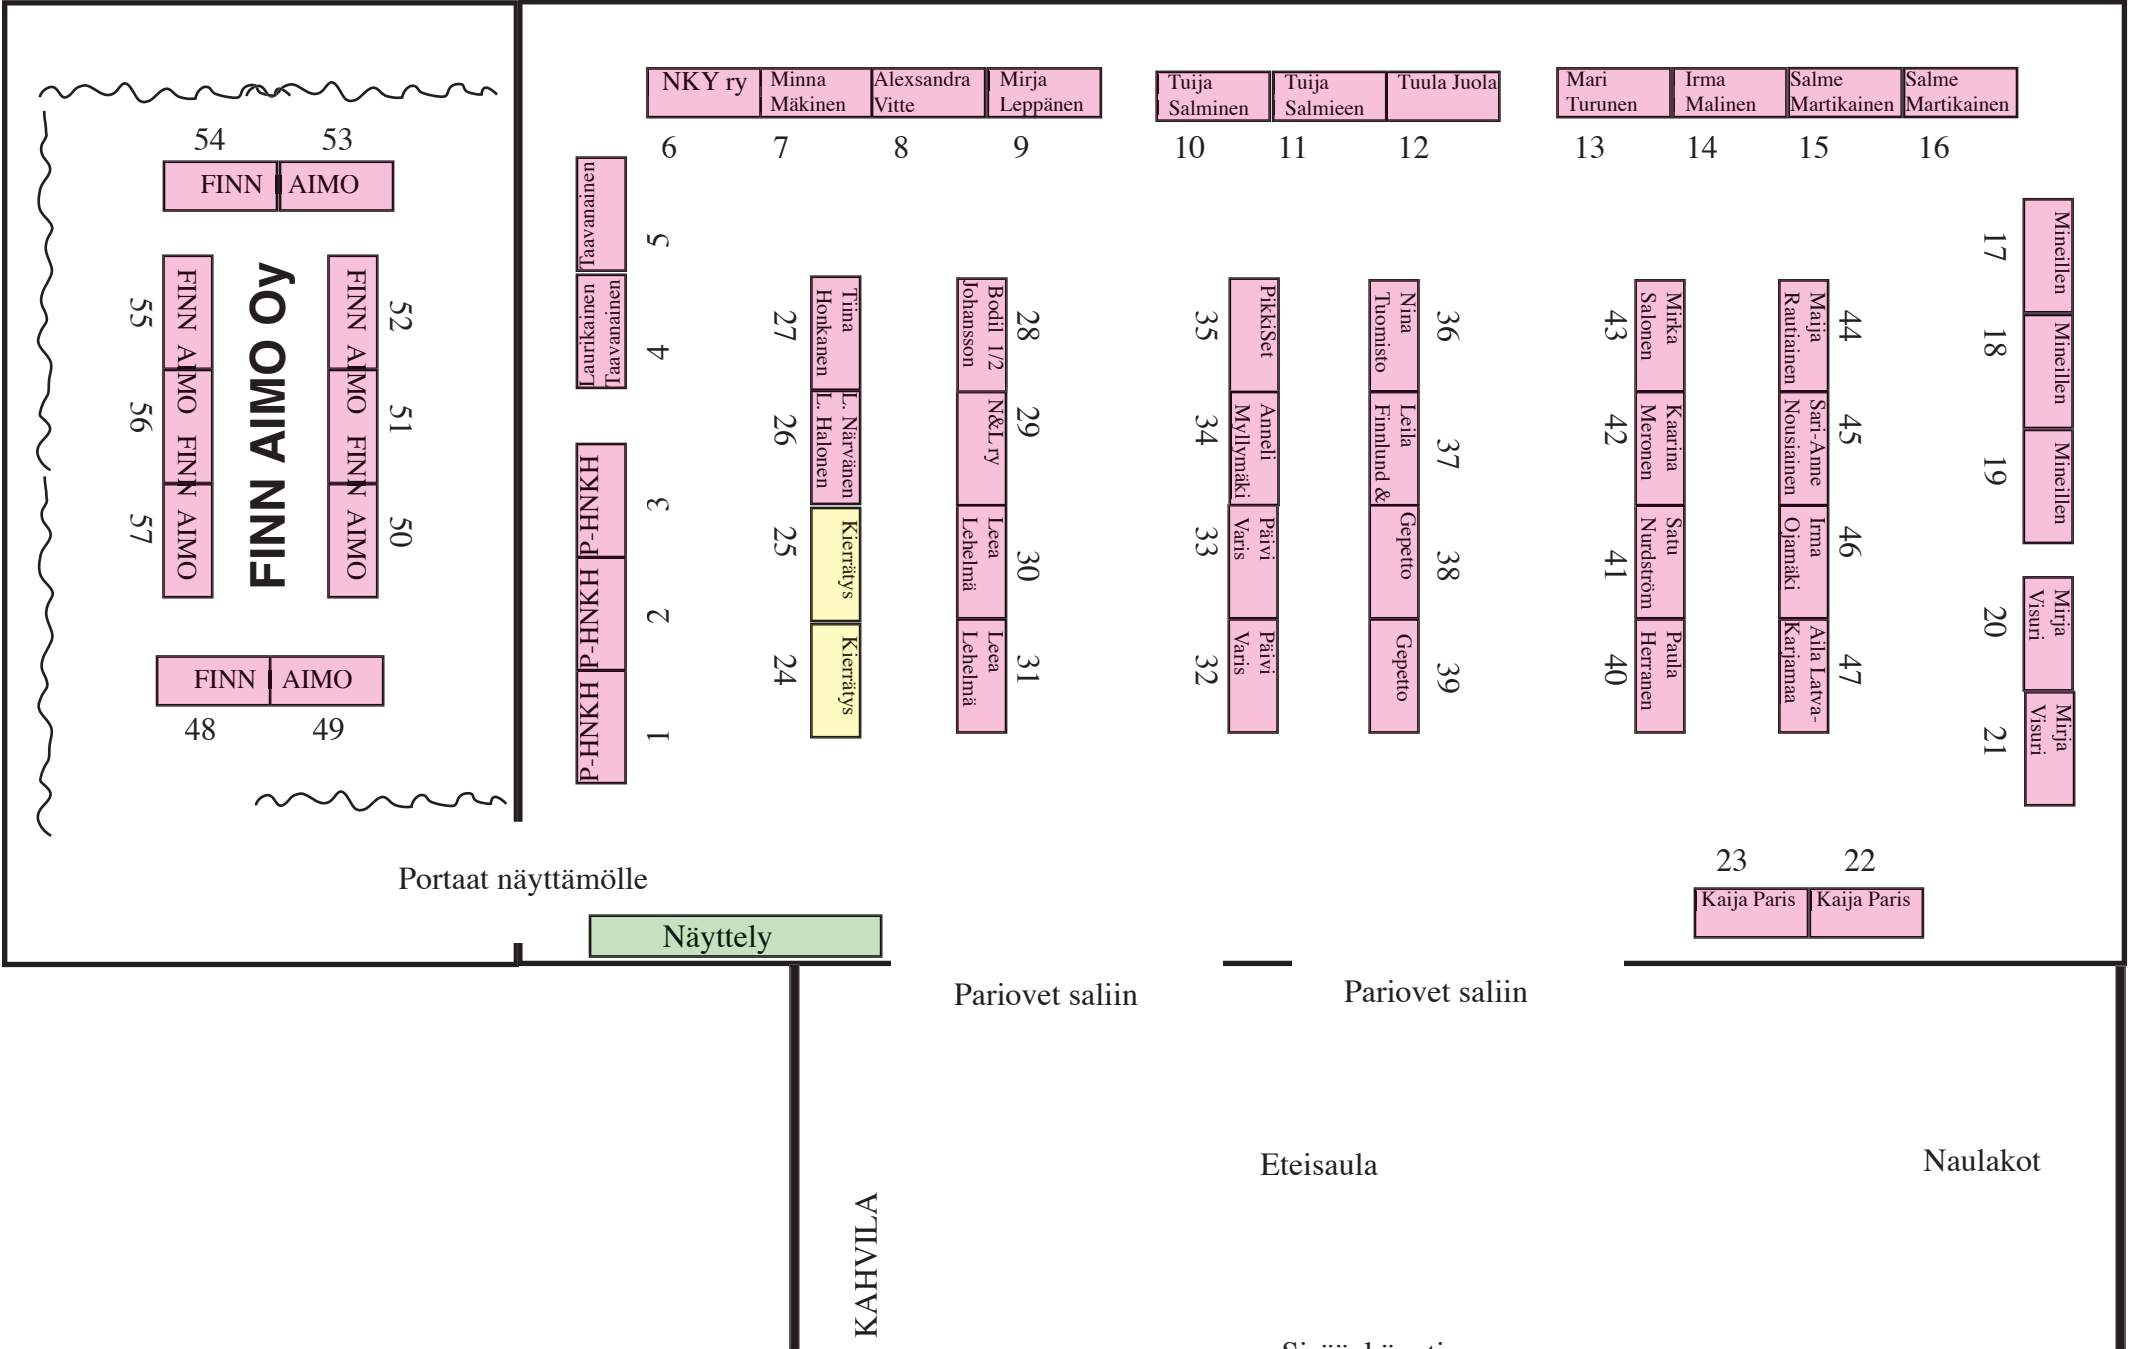 54
53
FINN
AIMO
FINN AIMO FINN AIMO
55
56
57
FINN AIMO Oy
FINN AIMO FINN AIMO
52
51
50
FINN
AIMO
48
49
NKY ry
Minna
Mäkinen
Alexsandra
Vitte
Mirja
Leppänen
6
7
8
9
Tuija
Salminen
Tuija
Salmieen
Tuula Juola
10
11
12
Mari
Turunen
Irma
Malinen
Salme
Martikainen
Salme
Martikainen
13
14
15
16
Taavanainen
5
Laurikainen
Taavanainen
4
P-HNKH
3
P-HNKH
2
P-HNKH
1
27
Tiina
Honkanen
26
L. Närvänen
L. Halonen
25
Kierrätys
24
Kierrätys
Bodil 1/2
Johansson
28
N&L ry
29
Leea
Lehelmä
30
Leea
Lehelmä
31
35
PikkiSet
34
Anneli
Myllymäki
33
Päivi
Varis
32
Päivi
Varis
Nina
Tuomisto
36
Leila
Finnlund &
37
Gepetto
38
Gepetto
39
43
Mirka
Salonen
42
Kaarina
Meronen
41
Satu
Nurdström
40
Paula
Herranen
Maija
Rautiainen
44
Sari-Anne
Nousiainen
45
Irma
Ojamäki
46
Aila Latva-
Karjamaa
47
17
Mineillen
18
Mineillen
19
Mineillen
20
Mirja
Visuri
21
Mirja
Visuri
23
22
Kaija Paris
Kaija Paris
Portaat näyttämölle
Näyttely
Pariovet saliin
Pariovet saliin
Eteisaula
Naulakot
KAHVILA